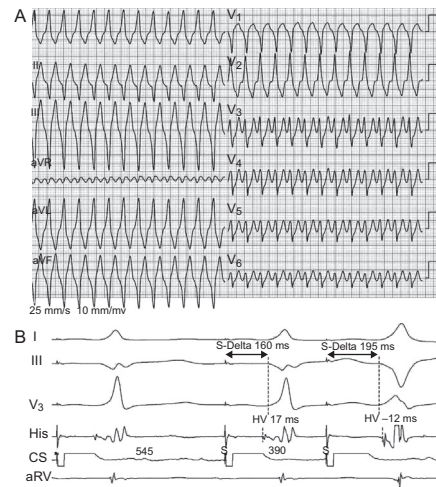 A
V1
II
V2
III
V3
aVR
V4
aVL
V5
aVF
V6
25 mm/s 10 mm/mv
B
I
S-Delta 160 ms
S-Delta 195 ms
III
V3
HV 17 ms
HV –12 ms
His
CS
545
S
390
S
aRV